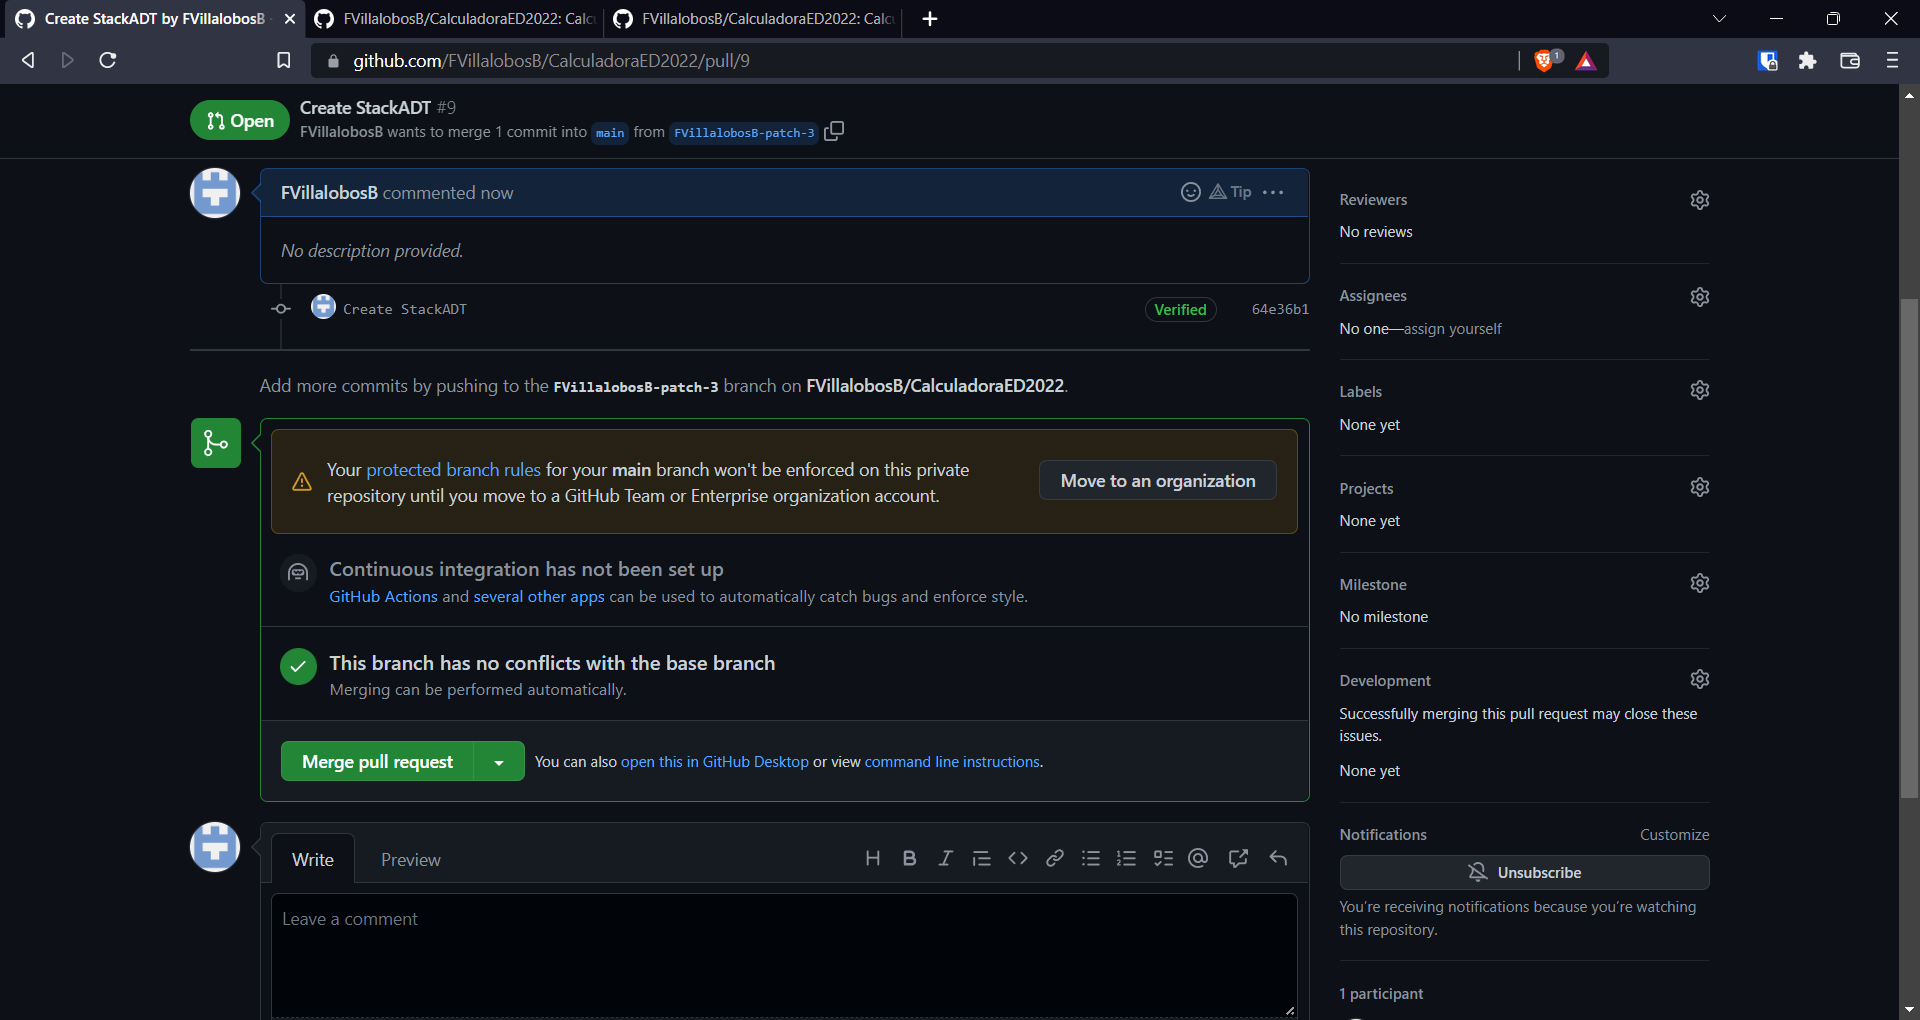 Create StackADT by FVillalobosB
FVillalobosB/CalculadoraED2022: Calc
FVillalobosB/CalculadoraED2022: Calc
github.com/FVillalobosB/CalculadoraED2022/pull/9
1
Open
Create StackADT #9
FVillalobosB wants to merge 1 commit into main from FVillalobosB-patch-3
FVillalobosB commented now
Tip
No description provided.
Create StackADT
Verified
64e36b1
Add more commits by pushing to the FVillalobosB-patch-3 branch on FVillalobosB/CalculadoraED2022.
Your protected branch rules for your main branch won't be enforced on this private
repository until you move to a GitHub Team or Enterprise organization account.
Move to an organization
Continuous integration has not been set up
GitHub Actions and several other apps can be used to automatically catch bugs and enforce style.
This branch has no conflicts with the base branch
Merging can be performed automatically.
Merge pull request
You can also open this in GitHub Desktop or view command line instructions.
Write
Preview
Leave a comment
Reviewers
No reviews
Assignees
No one—assign yourself
Labels
None yet
Projects
None yet
Milestone
No milestone
Development
Successfully merging this pull request may close these
issues.
None yet
Notifications
Customize
Unsubscribe
You're receiving notifications because you're watching
this repository.
1 participant